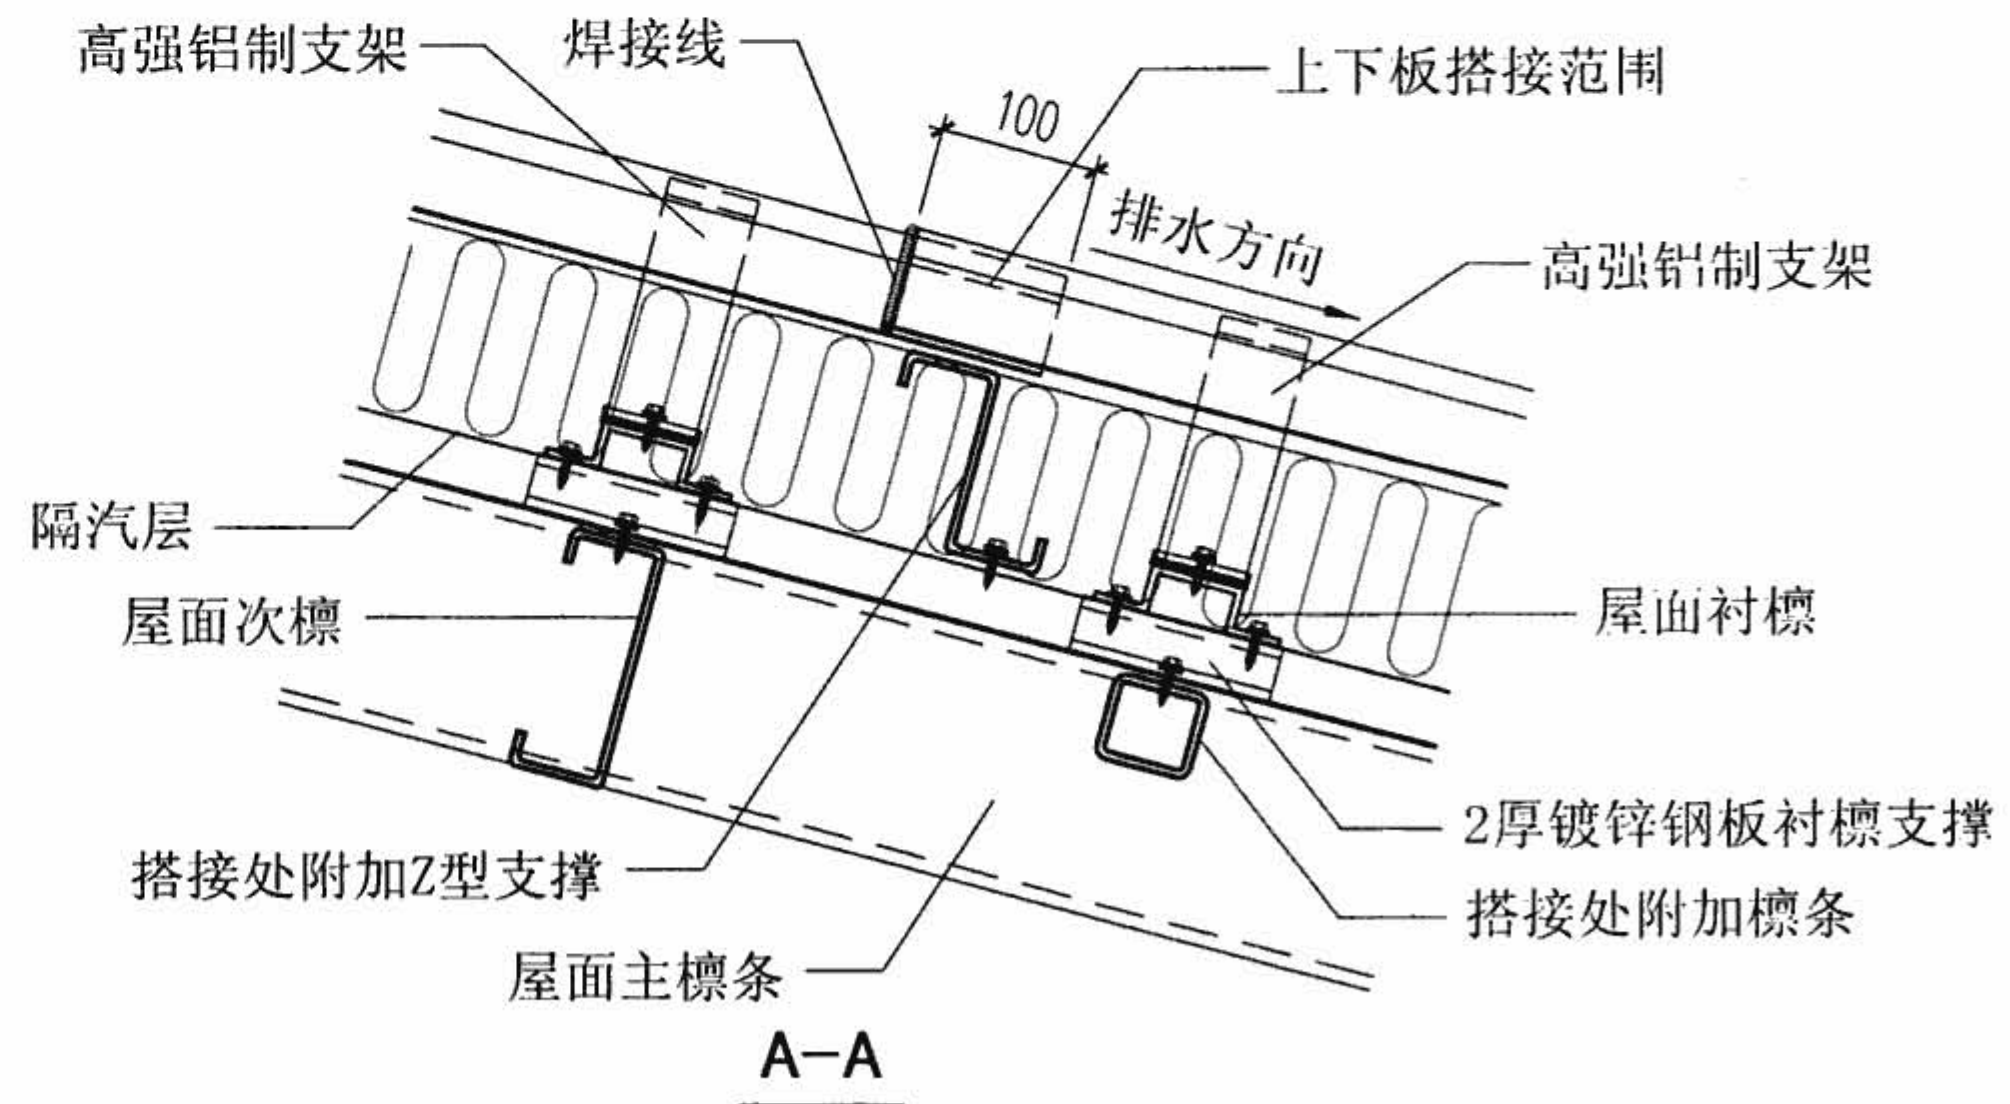 高强铝制支架
焊接线
上下板搭接范围
100
排水方向
高强铝制支架
隔汽层
屋面次檩
屋面衬檩
2厚镀锌钢板衬檩支撑
搭接处附加Z型支撑
搭接处附加檩条
屋面主檩条
A-A